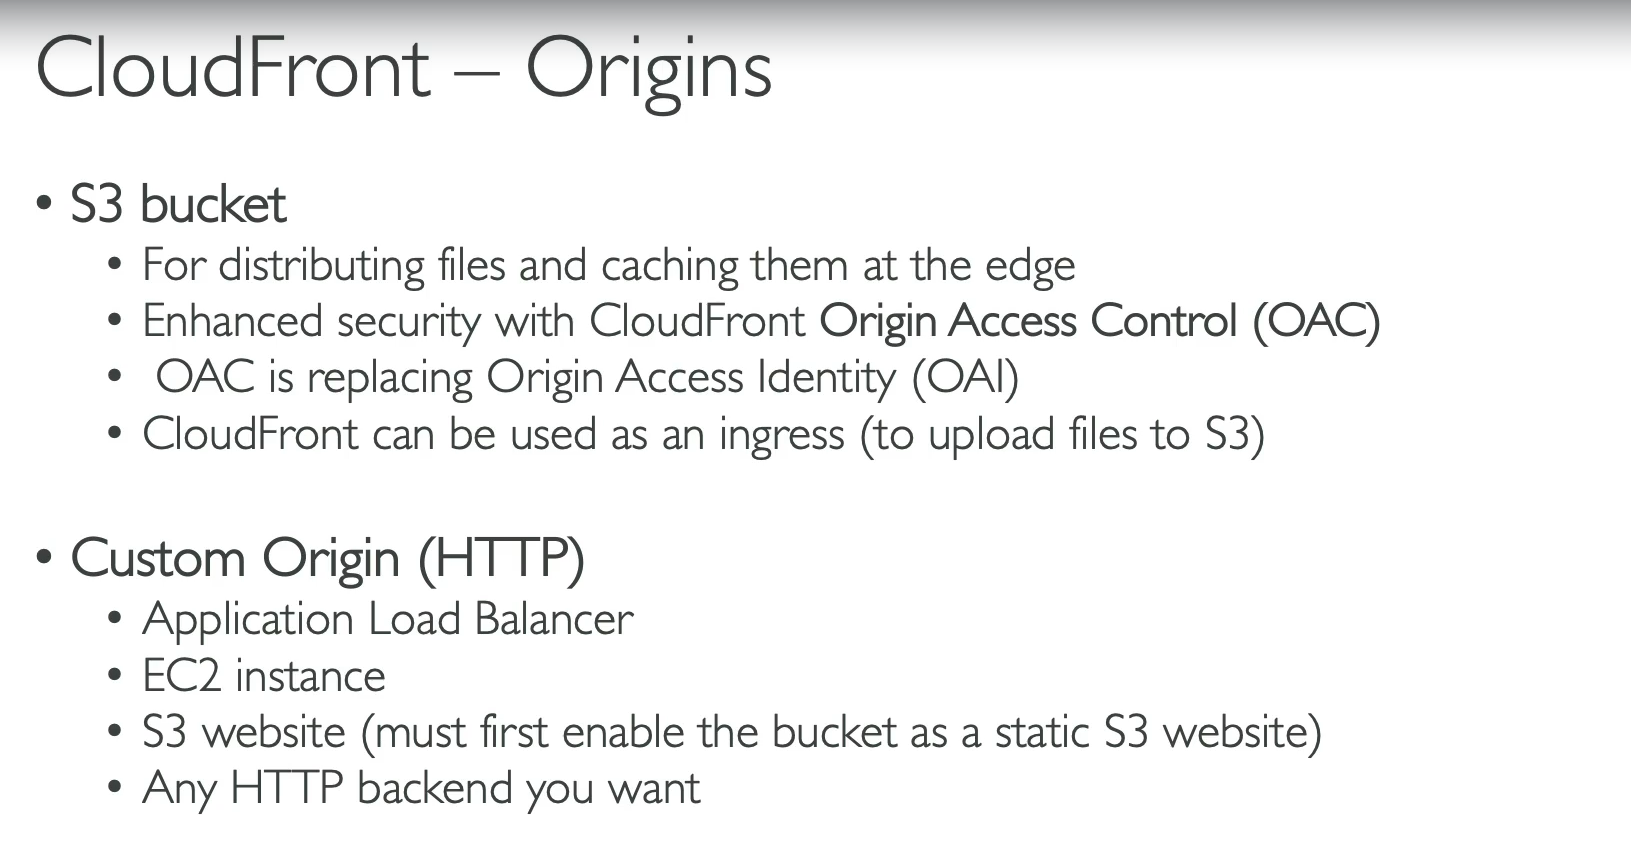 CloudFront – Origins
• S3 bucket
• For distributing files and caching them at the edge
• Enhanced security with CloudFront Origin Access Control (OAC)
• OAC is replacing Origin Access Identity (OAI)
• CloudFront can be used as an ingress (to upload files to S3)
• Custom Origin (HTTP)
• Application Load Balancer
• EC2 instance
• S3 website (must first enable the bucket as a static S3 website)
• Any HTTP backend you want